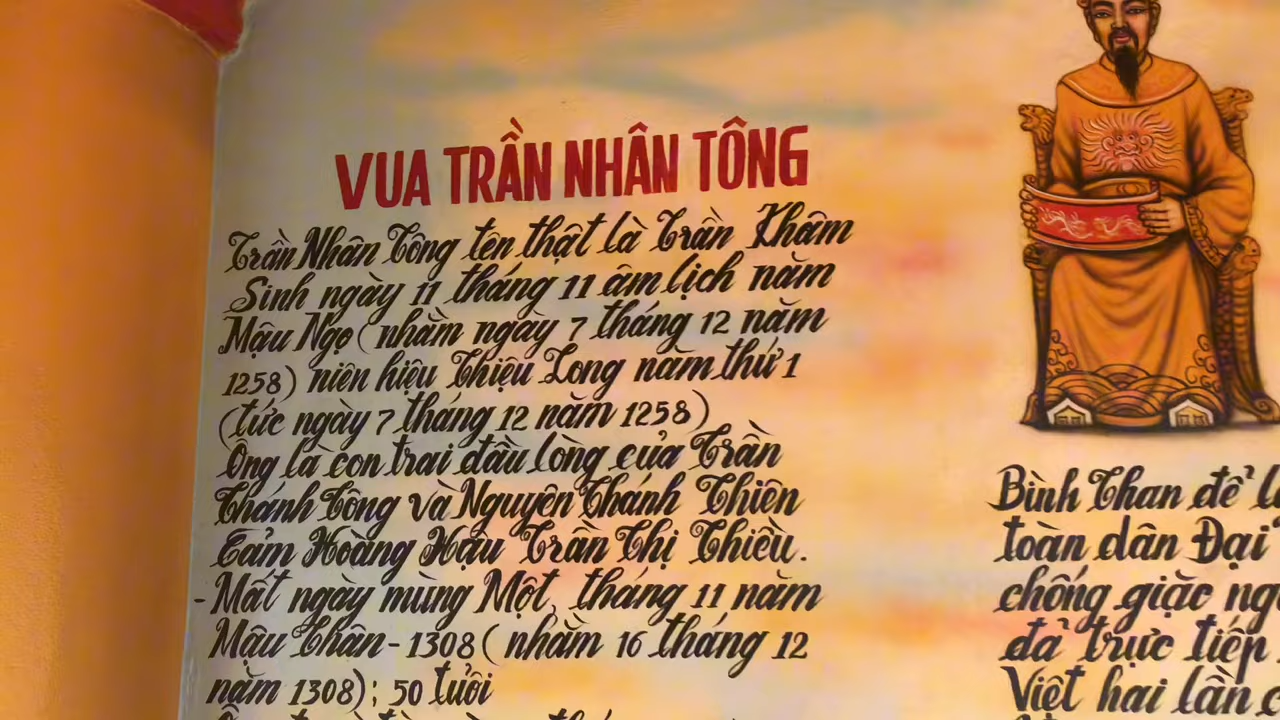 VUA TRẦN NHÂN TÔNG
Trần Nhân Tông tên thật là Trần Khâm
Sinh ngày 11 tháng 11 âm lịch năm
Mậu Ngọ (nhằm ngày 7 tháng 12 năm
1258) niên hiệu Thiệu Long năm thứ 1
(tức ngày 7 tháng 12 năm 1258)
Ông là con trai đầu lòng của Trần
Thánh Tông và Nguyên Thánh Thiên
Cảm Hoàng Hậu Trần Thị Thiều.
-Mất ngày mùng Một, tháng 11 năm
Mậu Thân-1308 (nhằm 16 tháng 12
năm 1308); 50 tuổi
Bình Than để
toàn dân Đại
chống giặc
đả trực tiếp
Việt hai lần